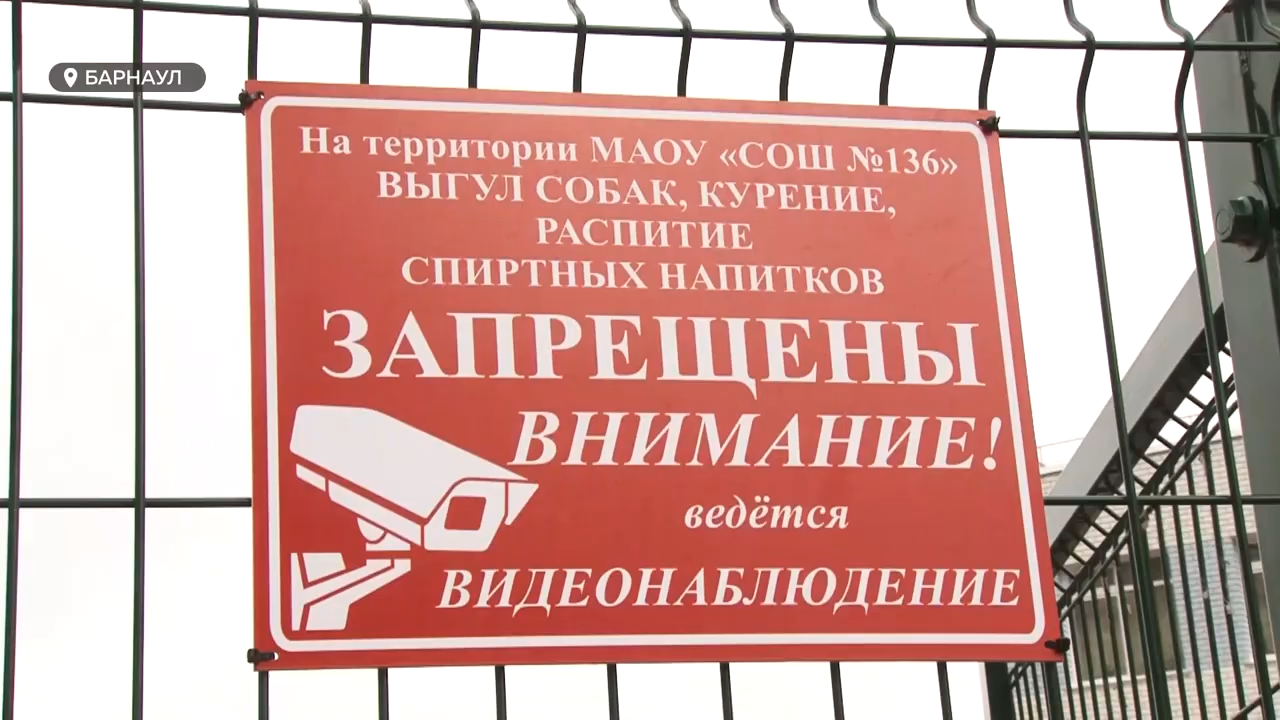 БАРНАУЛ
На территории МАОУ «СОШ №136»
ВЫГУЛ СОБАК, КУРЕНИЕ,
РАСПИТИЕ
СПИРТНЫХ НАПИТКОВ
ЗАПРЕЩЕНЫ
ВНИМАНИЕ!
ведётся
ВИДЕОНАБЛЮДЕНИЕ